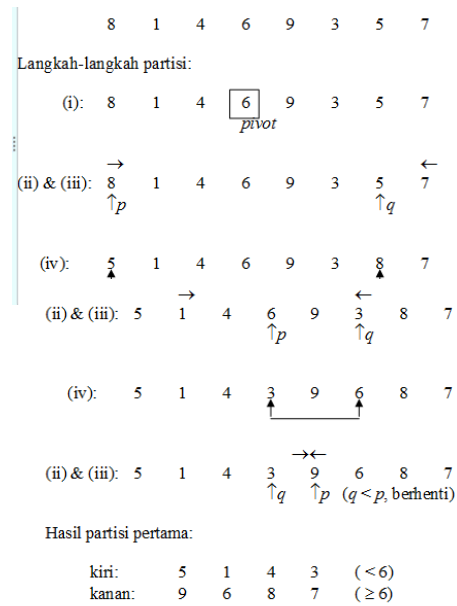 8 1 4 6 9 3 5 7
Langkah-langkah partisi:
(i): 8 1 4 6 9 3 5 7
pivot
→ ←
(ii) & (iii): 8 1 4 6 9 3 5 7
↑p ↑q
(iv): 5 1 4 6 9 3 8 7
→ ←
(ii) & (iii): 5 1 4 6 9 3 8 7
↑p ↑q
(iv): 5 1 4 3 9 6 8 7
→←
(ii) & (iii): 5 1 4 3 9 6 8 7
↑q ↑p (q < p, berhenti)
Hasil partisi pertama:
kiri: 5 1 4 3 ( < 6)
kanan: 9 6 8 7 ( ≥ 6)